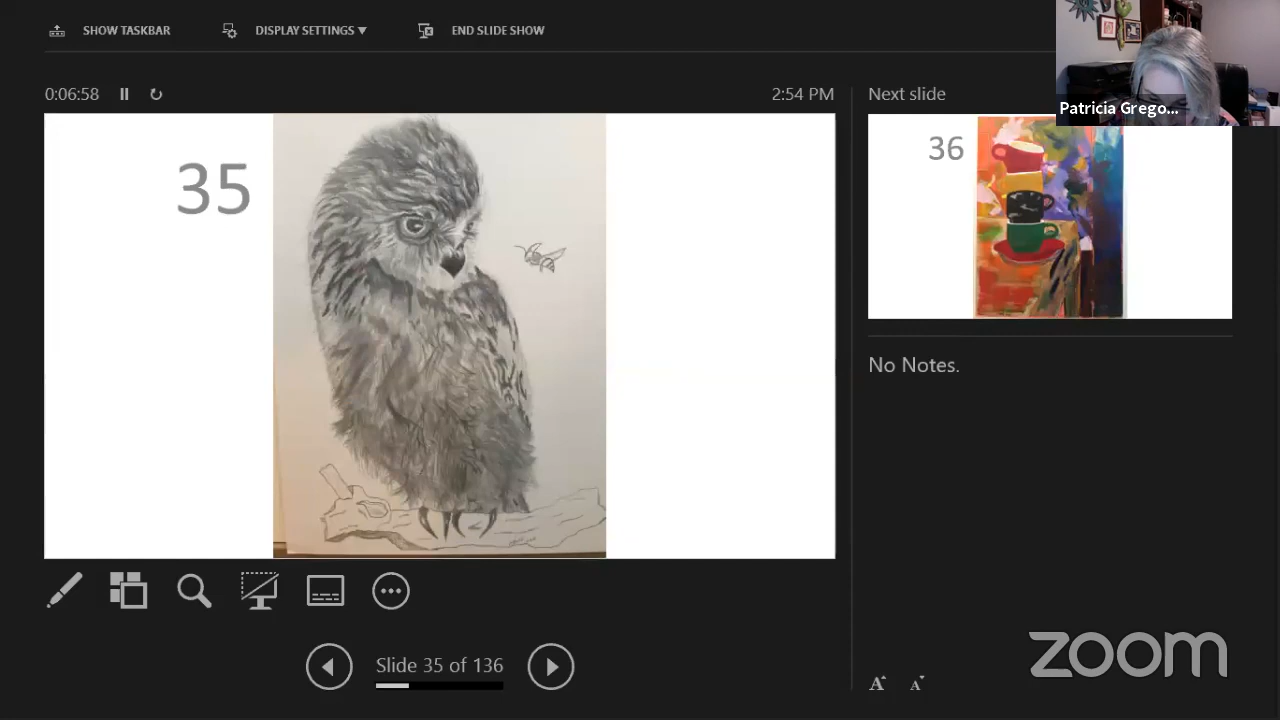 SHOW TASKBAR
DISPLAY SETTINGS ▼
END SLIDE SHOW
Patricia Grego...
0:06:58
2:54 PM
Next slide
35
36
No Notes.
Slide 35 of 136
A A
zoom